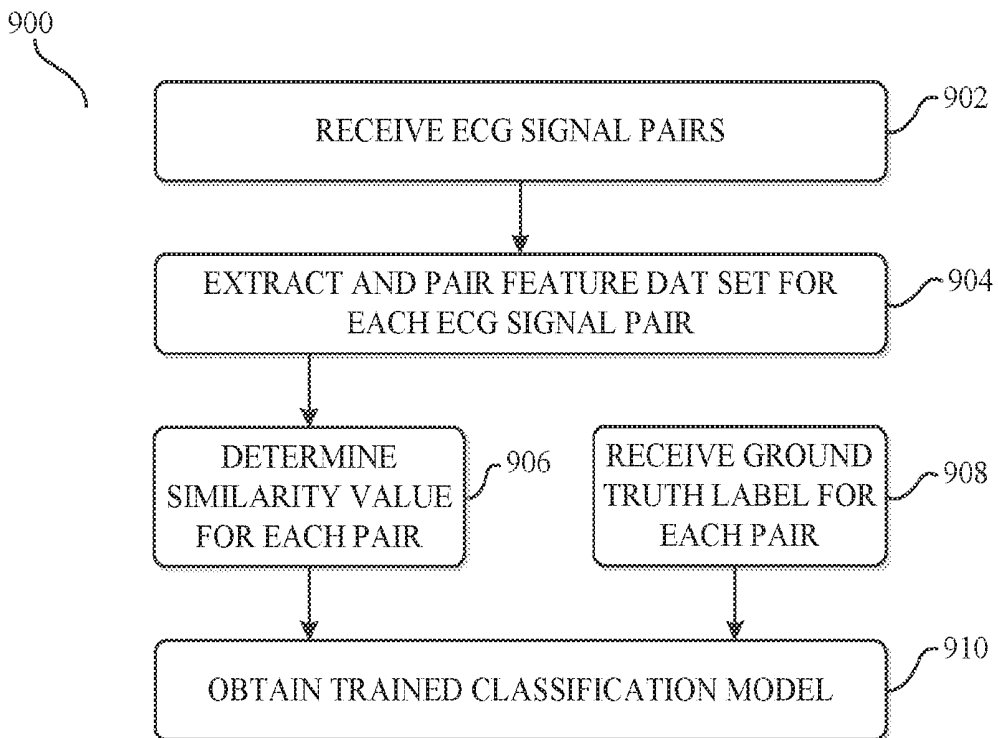 900
RECEIVE ECG SIGNAL PAIRS
902
EXTRACT AND PAIR FEATURE DAT SET FOR
EACH ECG SIGNAL PAIR
904
DETERMINE
SIMILARITY VALUE
FOR EACH PAIR
906
RECEIVE GROUND
TRUTH LABEL FOR
EACH PAIR
908
OBTAIN TRAINED CLASSIFICATION MODEL
910